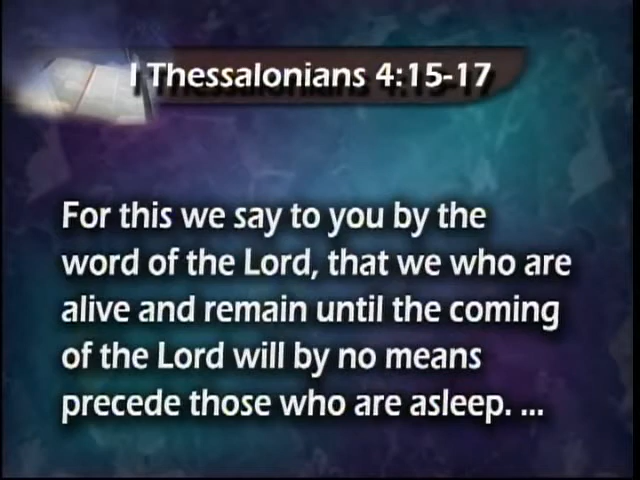 I Thessalonians 4:15-17
For this we say to you by the
word of the Lord, that we who are
alive and remain until the coming
of the Lord will by no means
precede those who are asleep. ...